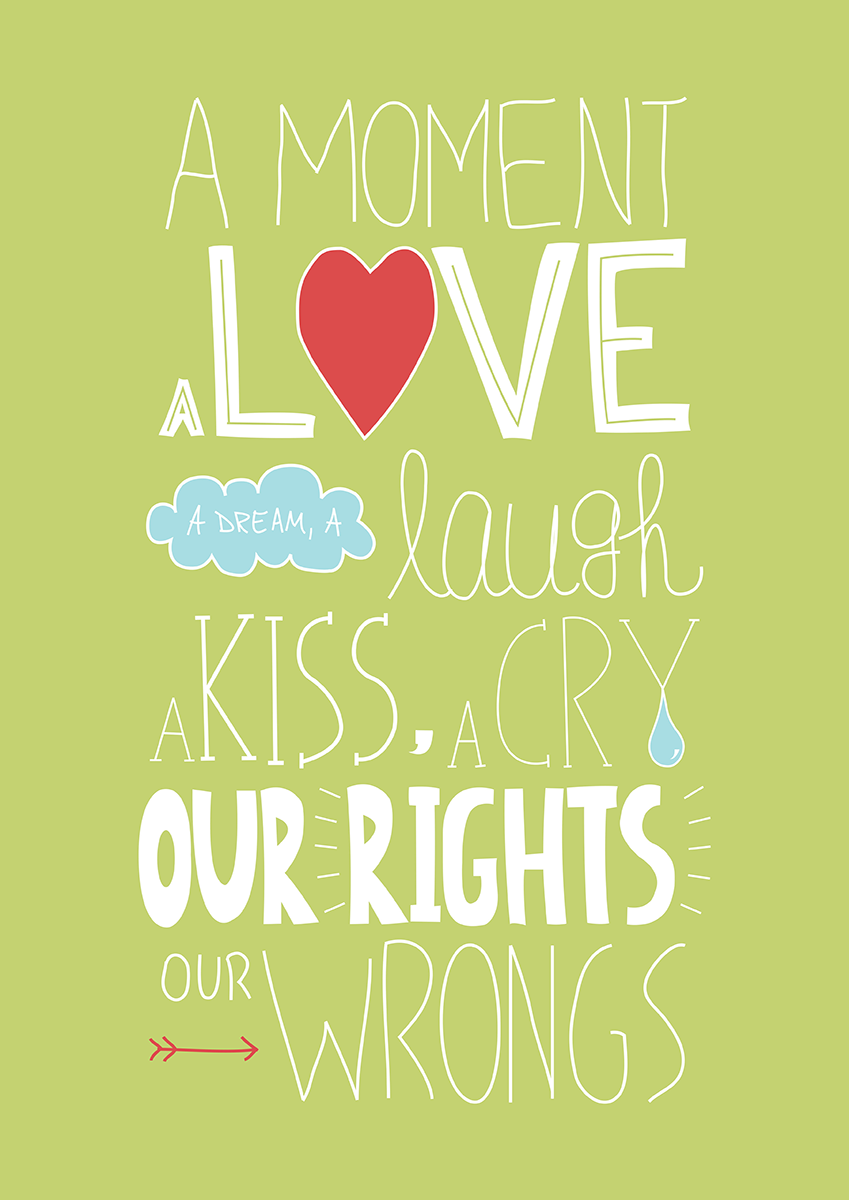 A MOMENT
A LOVE
A DREAM, A laugh
A KISS, A CRY
OUR RIGHTS
OUR WRONGS